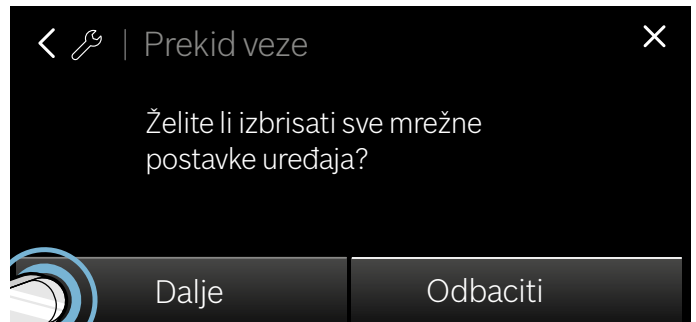 Prekid veze
Želite li izbrisati sve mrežne
postavke uređaja?
Dalje
Odbaciti